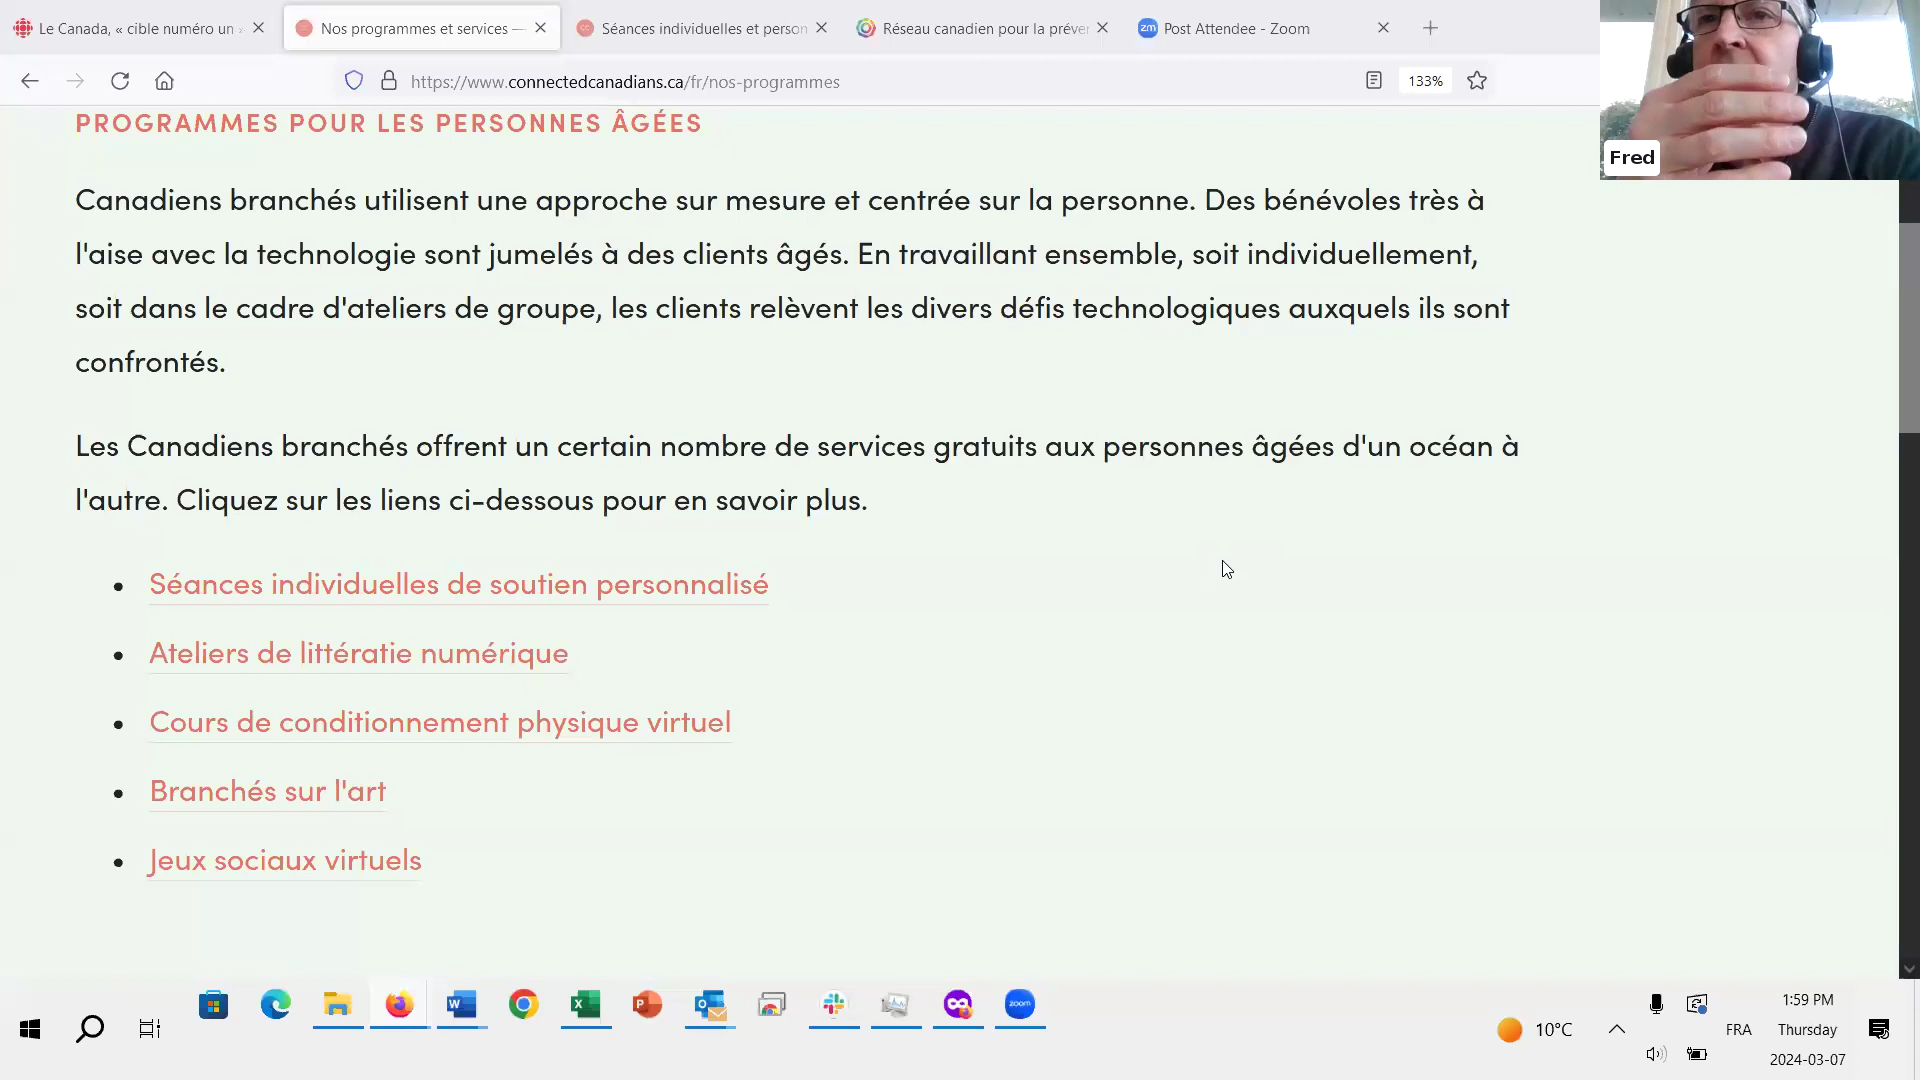 Le Canada, « cible numéro un »
Nos programmes et services —
Séances individuelles et person
Réseau canadien pour la préve
Post Attendee - Zoom
https://www.connectedcanadians.ca/fr/nos-programmes
133%
Fred
PROGRAMMES POUR LES PERSONNES ÂGÉES
Canadiens branchés utilisent une approche sur mesure et centrée sur la personne. Des bénévoles très à
l'aise avec la technologie sont jumelés à des clients âgés. En travaillant ensemble, soit individuellement,
soit dans le cadre d'ateliers de groupe, les clients relèvent les divers défis technologiques auxquels ils sont
confrontés.
Les Canadiens branchés offrent un certain nombre de services gratuits aux personnes âgées d'un océan à
l'autre. Cliquez sur les liens ci-dessous pour en savoir plus.
• Séances individuelles de soutien personnalisé
• Ateliers de littératie numérique
• Cours de conditionnement physique virtuel
• Branchés sur l'art
• Jeux sociaux virtuels
zoom
10°C
FRA
1:59 PM
Thursday
2024-03-07